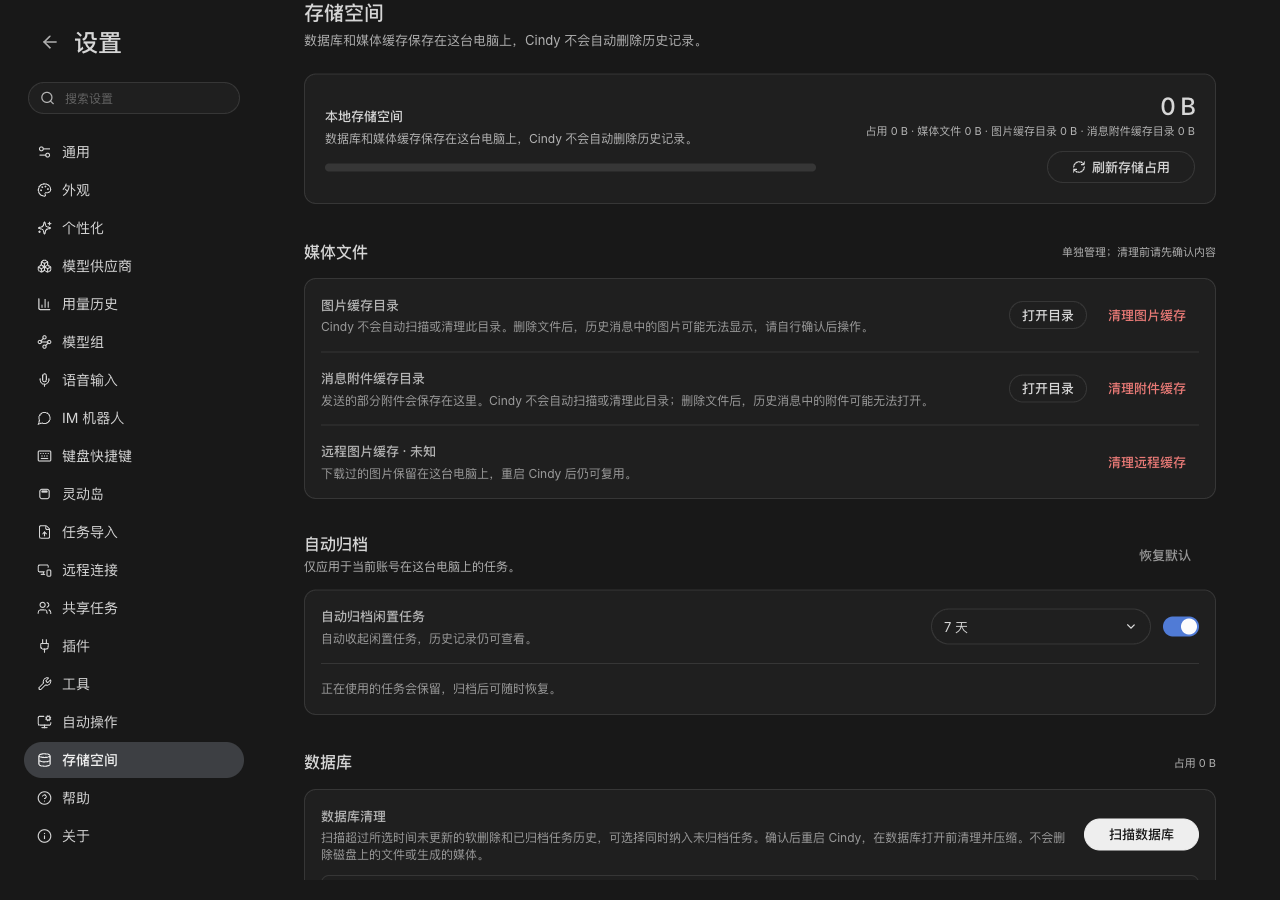 设置
搜索设置
通用
外观
个性化
模型供应商
用量历史
模型组
语音输入
IM 机器人
键盘快捷键
灵动岛
任务导入
远程连接
共享任务
插件
工具
自动操作
存储空间
帮助
关于
存储空间
数据库和媒体缓存保存在这台电脑上，Cindy 不会自动删除历史记录。
本地存储空间
数据库和媒体缓存保存在这台电脑上，Cindy 不会自动删除历史记录。
0 B
占用 0 B · 媒体文件 0 B · 图片缓存目录 0 B · 消息附件缓存目录 0 B
刷新存储占用
媒体文件
单独管理；清理前请先确认内容
图片缓存目录
Cindy 不会自动扫描或清理此目录。删除文件后，历史消息中的图片可能无法显示，请自行确认后操作。
打开目录
清理图片缓存
消息附件缓存目录
发送的部分附件会保存在这里。Cindy 不会自动扫描或清理此目录；删除文件后，历史消息中的附件可能无法打开。
打开目录
清理附件缓存
远程图片缓存 · 未知
下载过的图片保留在这台电脑上，重启 Cindy 后仍可复用。
清理远程缓存
自动归档
仅应用于当前账号在这台电脑上的任务。
恢复默认
自动归档闲置任务
自动收起闲置任务，历史记录仍可查看。
7 天
正在使用的任务会保留，归档后可随时恢复。
数据库
占用 0 B
数据库清理
扫描超过所选时间未更新的软删除和已归档任务历史，可选择同时纳入未归档任务。确认后重启 Cindy，在数据库打开前清理并压缩。不会删
除磁盘上的文件或生成的媒体。
扫描数据库